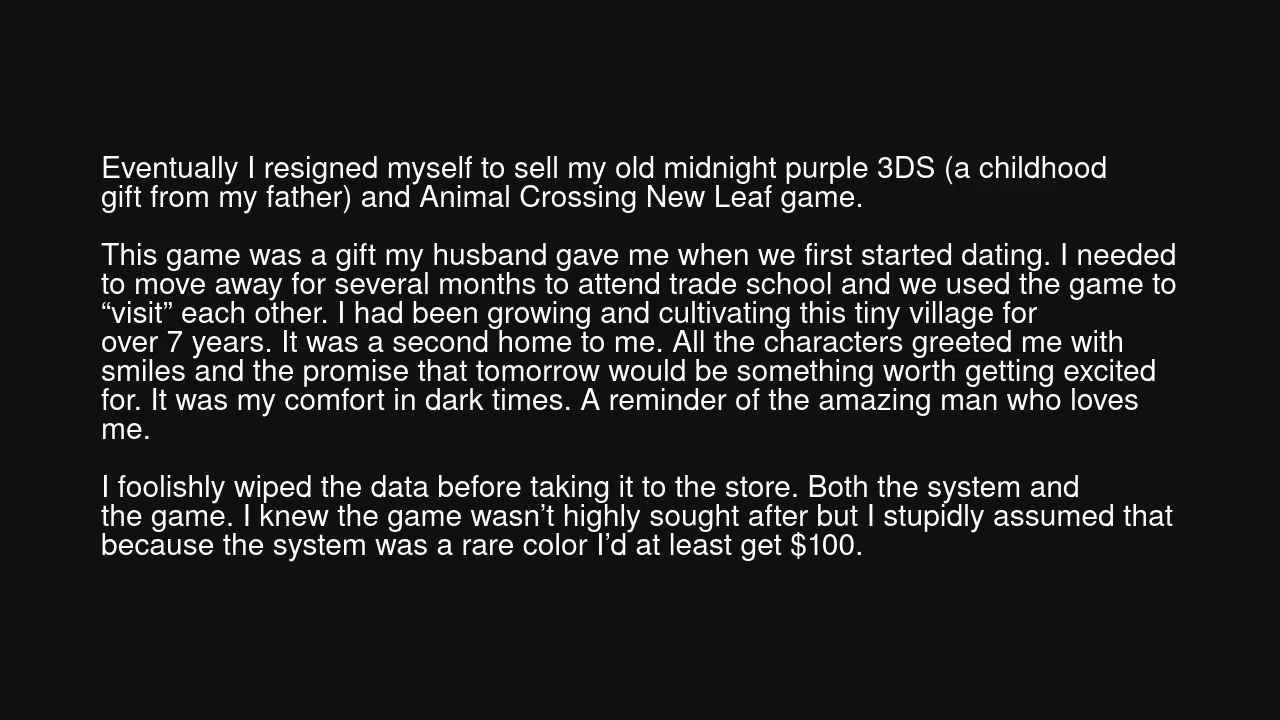 Eventually I resigned myself to sell my old midnight purple 3DS (a childhood
gift from my father) and Animal Crossing New Leaf game.
This game was a gift my husband gave me when we first started dating. I needed
to move away for several months to attend trade school and we used the game to
“visit” each other. I had been growing and cultivating this tiny village for
over 7 years. It was a second home to me. All the characters greeted me with
smiles and the promise that tomorrow would be something worth getting excited
for. It was my comfort in dark times. A reminder of the amazing man who loves
me.
I foolishly wiped the data before taking it to the store. Both the system and
the game. I knew the game wasn’t highly sought after but I stupidly assumed that
because the system was a rare color I’d at least get $100.